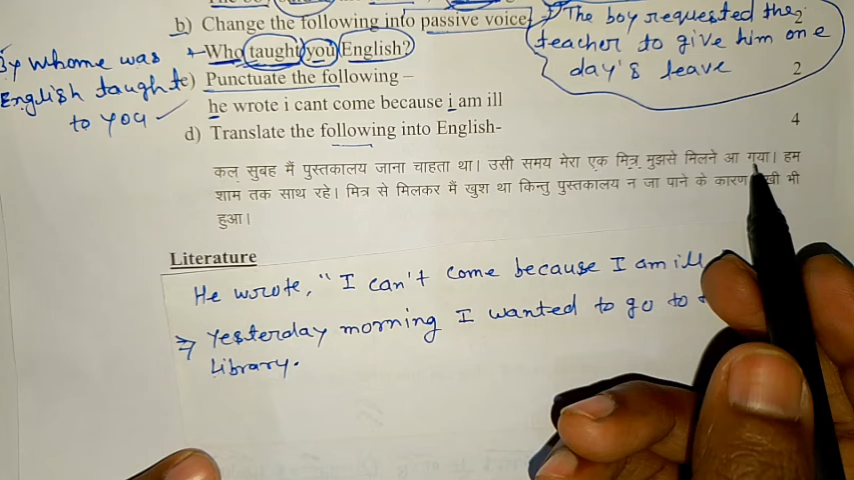 b) Change the following into passive voice
Who taught you English?
By whome was
English taught
to you
c) Punctuate the following –
he wrote i cant come because i am ill
d) Translate the following into English-
The boy requested the
teacher to give him one
day's leave
2
2
4
कल सुबह मैं पुस्तकालय जाना चाहता था। उसी समय मेरा एक मित्र मुझसे मिलने आ गया। हम
शाम तक साथ रहे। मित्र से मिलकर मैं खुश था किन्तु पुस्तकालय न जा पाने के कारण भी
हुआ।
Literature
He wrote, "I can't come because I am ill
Yesterday morning I wanted to go to
library.